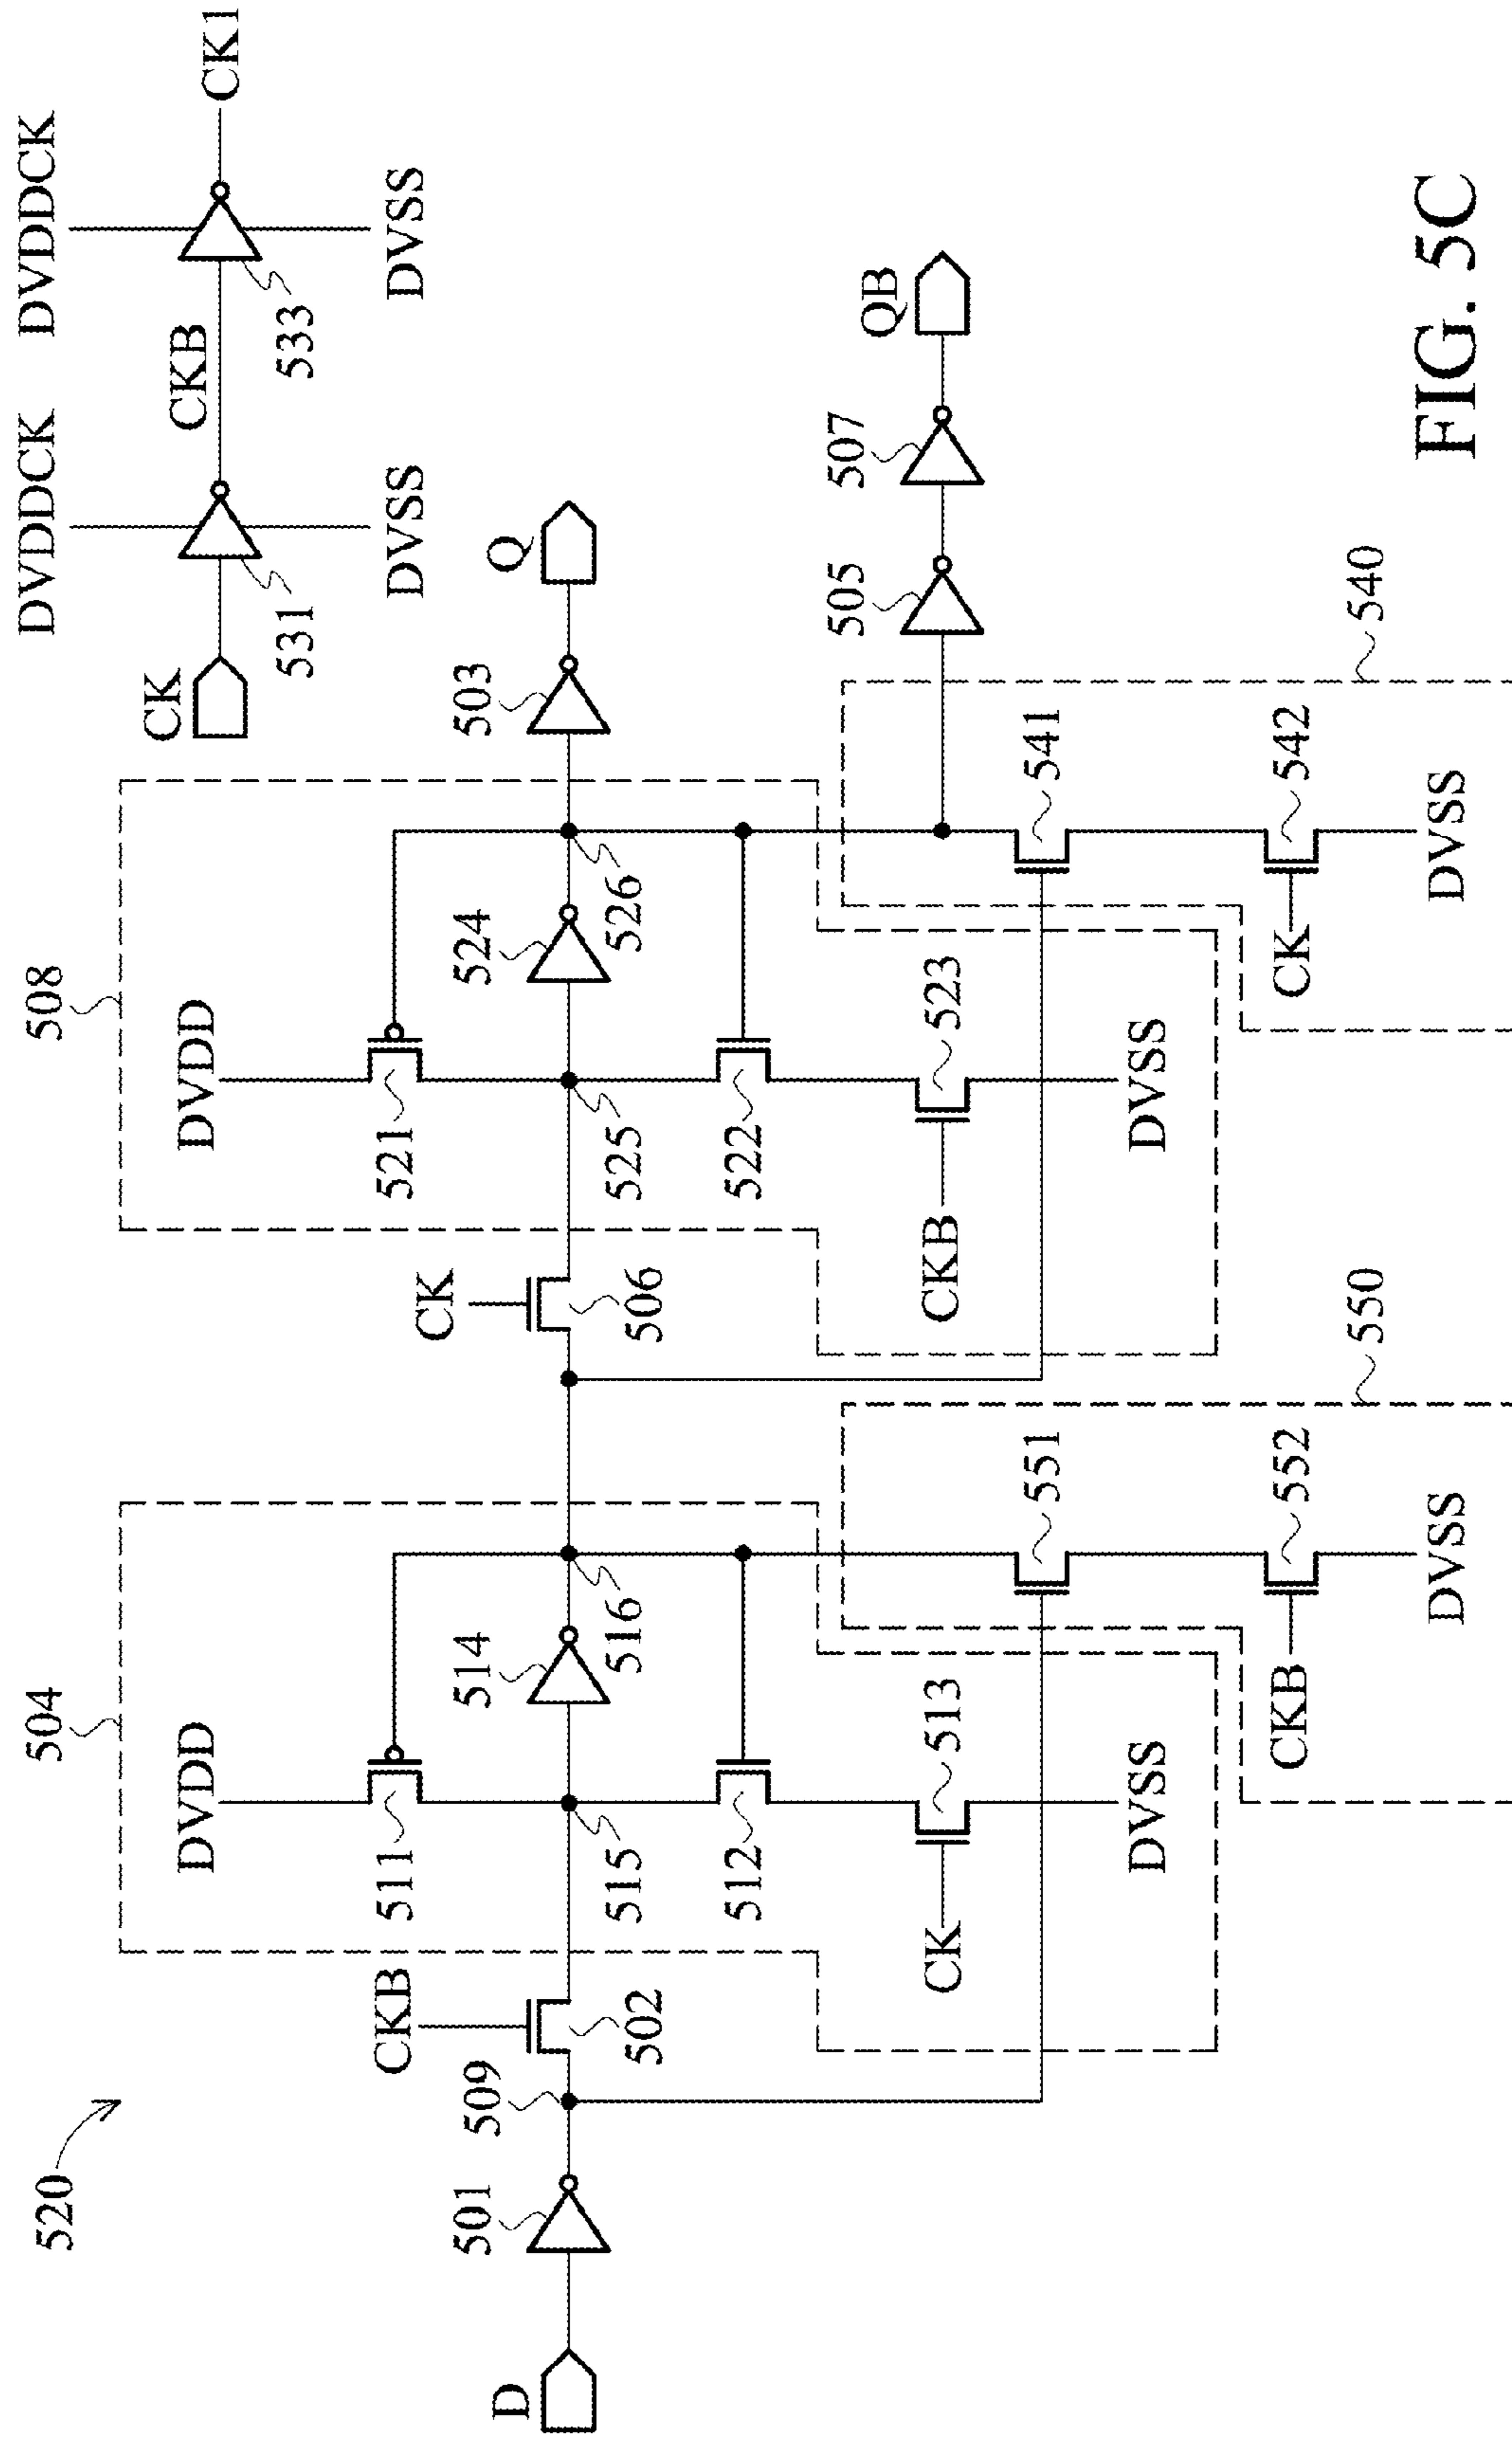 520
D
501
509
CKB
502
504
DVDD
511
514
515
516
512
CK
513
DVSS
551
550
CKB
552
DVSS
CK
506
508
DVDD
521
524
525
526
522
CKB
523
DVSS
541
540
CK
542
DVSS
503
Q
505
507
QB
CK
DVDDCK
531
DVSS
CKB
DVDDCK
533
DVSS
CK1
FIG. 5C